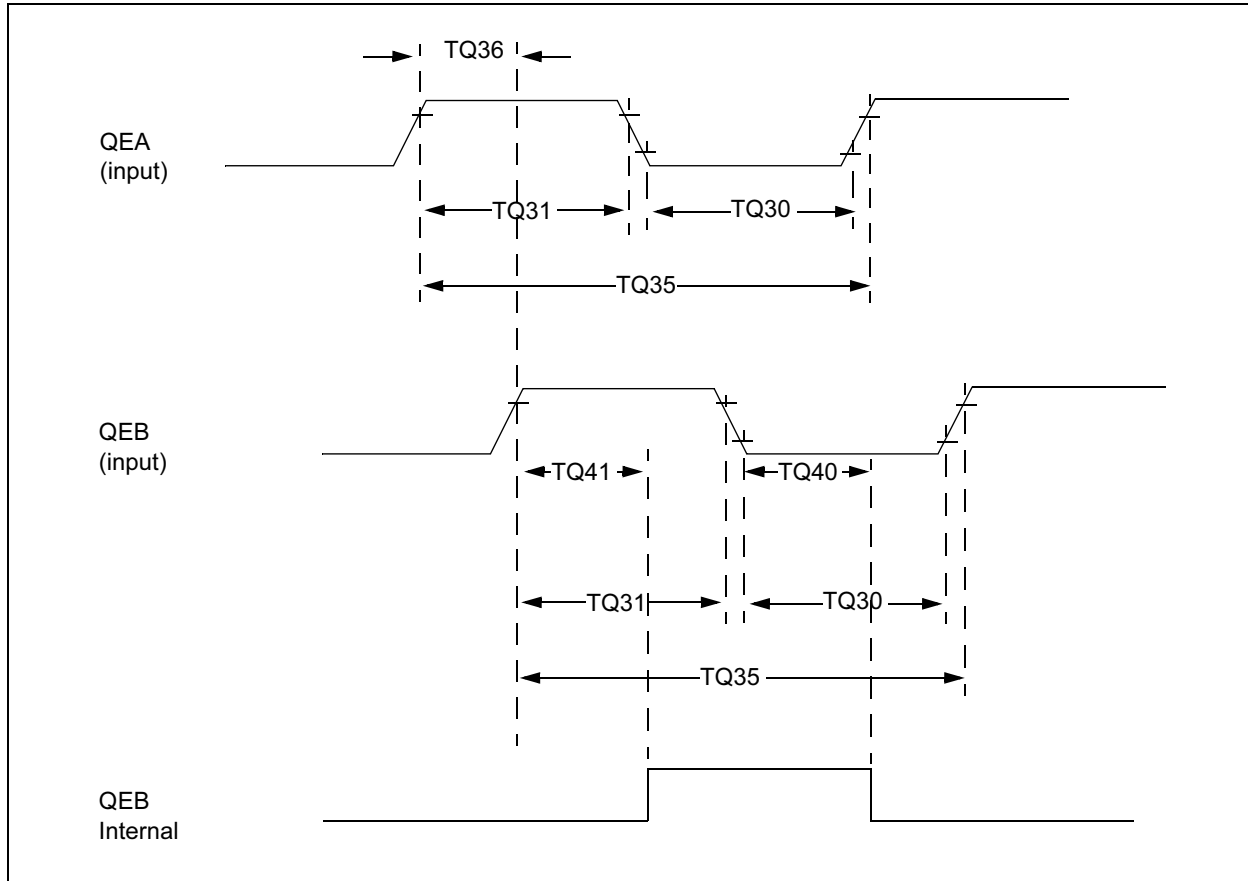 TQ36
QEA
(input)
TQ31
TQ30
TQ35
QEB
(input)
TQ41
TQ40
TQ31
TQ30
TQ35
QEB
Internal